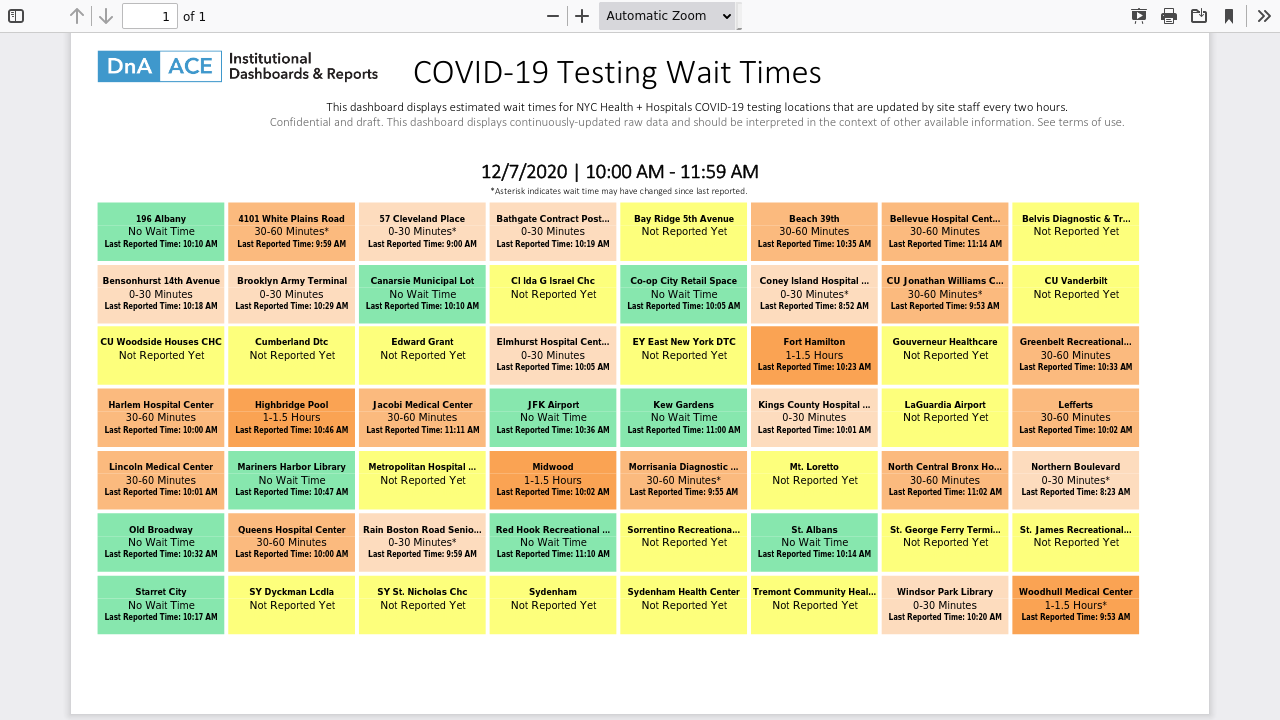 1 of 1 Automatic Zoom
DnA ACE Institutional
Dashboards & Reports
COVID-19 Testing Wait Times
This dashboard displays estimated wait times for NYC Health + Hospitals COVID-19 testing locations that are updated by site staff every two hours.
Confidential and draft. This dashboard displays continuously-updated raw data and should be interpreted in the context of other available information. See terms of use.
12/7/2020 | 10:00 AM - 11:59 AM
*Asterisk indicates wait time may have changed since last reported.
196 Albany 4101 White Plains Road 57 Cleveland Place Bathgate Contract Post... Bay Ridge 5th Avenue Beach 39th Bellevue Hospital Cent... Belvis Diagnostic & Tr...
No Wait Time 30-60 Minutes* 0-30 Minutes* 0-30 Minutes Not Reported Yet 30-60 Minutes 30-60 Minutes Not Reported Yet
Last Reported Time: 10:10 AM Last Reported Time: 9:59 AM Last Reported Time: 9:00 AM Last Reported Time: 10:19 AM Last Reported Time: 10:35 AM Last Reported Time: 11:14 AM
Bensonhurst 14th Avenue Brooklyn Army Terminal Canarsie Municipal Lot Cl Ida G Israel Chc Co-op City Retail Space Coney Island Hospital ... CU Jonathan Williams C... CU Vanderbilt
0-30 Minutes 0-30 Minutes No Wait Time Not Reported Yet No Wait Time 0-30 Minutes* 30-60 Minutes* Not Reported Yet
Last Reported Time: 10:18 AM Last Reported Time: 10:29 AM Last Reported Time: 10:10 AM Last Reported Time: 10:05 AM Last Reported Time: 8:52 AM Last Reported Time: 9:53 AM
CU Woodside Houses CHC Cumberland Dtc Edward Grant Elmhurst Hospital Cent... EY East New York DTC Fort Hamilton Gouverneur Healthcare Greenbelt Recreational...
Not Reported Yet Not Reported Yet Not Reported Yet 0-30 Minutes Not Reported Yet 1-1.5 Hours Not Reported Yet 30-60 Minutes
Last Reported Time: 10:05 AM Last Reported Time: 10:23 AM Last Reported Time: 10:33 AM
Harlem Hospital Center Highbridge Pool Jacobi Medical Center JFK Airport Kew Gardens Kings County Hospital ... LaGuardia Airport Lefferts
30-60 Minutes 1-1.5 Hours 30-60 Minutes No Wait Time No Wait Time 0-30 Minutes Not Reported Yet 30-60 Minutes
Last Reported Time: 10:00 AM Last Reported Time: 10:46 AM Last Reported Time: 11:11 AM Last Reported Time: 10:36 AM Last Reported Time: 11:00 AM Last Reported Time: 10:01 AM Last Reported Time: 10:02 AM
Lincoln Medical Center Mariners Harbor Library Metropolitan Hospital ... Midwood Morrisania Diagnostic ... Mt. Loretto North Central Bronx Ho... Northern Boulevard
30-60 Minutes No Wait Time Not Reported Yet 1-1.5 Hours 30-60 Minutes* Not Reported Yet 30-60 Minutes 0-30 Minutes*
Last Reported Time: 10:01 AM Last Reported Time: 10:47 AM Last Reported Time: 10:02 AM Last Reported Time: 9:55 AM Last Reported Time: 11:02 AM Last Reported Time: 8:23 AM
Old Broadway Queens Hospital Center Rain Boston Road Senio... Red Hook Recreational ... Sorrentino Recreationa... St. Albans St. George Ferry Termi... St. James Recreational...
No Wait Time 30-60 Minutes 0-30 Minutes* No Wait Time Not Reported Yet No Wait Time Not Reported Yet Not Reported Yet
Last Reported Time: 10:32 AM Last Reported Time: 10:00 AM Last Reported Time: 9:59 AM Last Reported Time: 11:10 AM Last Reported Time: 10:14 AM
Starret City SY Dyckman Lcdla SY St. Nicholas Chc Sydenham Sydenham Health Center Tremont Community Heal... Windsor Park Library Woodhull Medical Center
No Wait Time Not Reported Yet Not Reported Yet Not Reported Yet Not Reported Yet Not Reported Yet 0-30 Minutes 1-1.5 Hours*
Last Reported Time: 10:17 AM Last Reported Time: 10:20 AM Last Reported Time: 9:53 AM